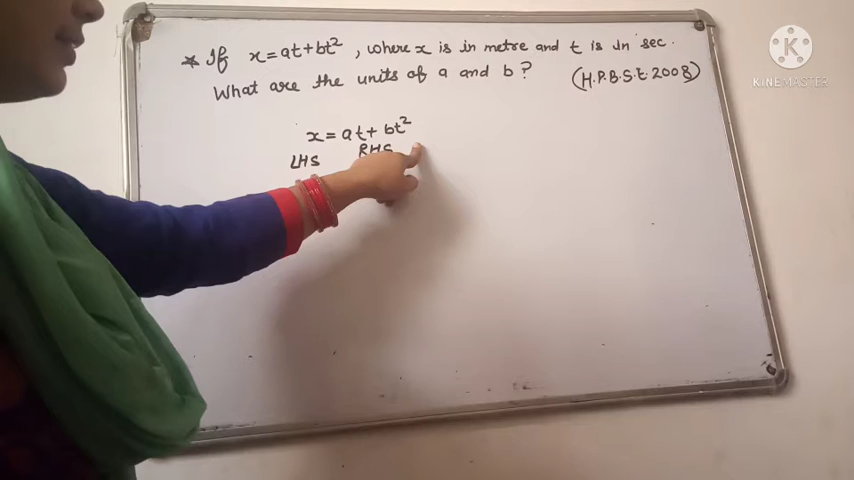 * If x=at+bt², where x is in metre and t is in sec.
What are the units of a and b? (H.P.B.S.E 2008)
x = at + bt²
LHS RHS
K
KINEMASTER